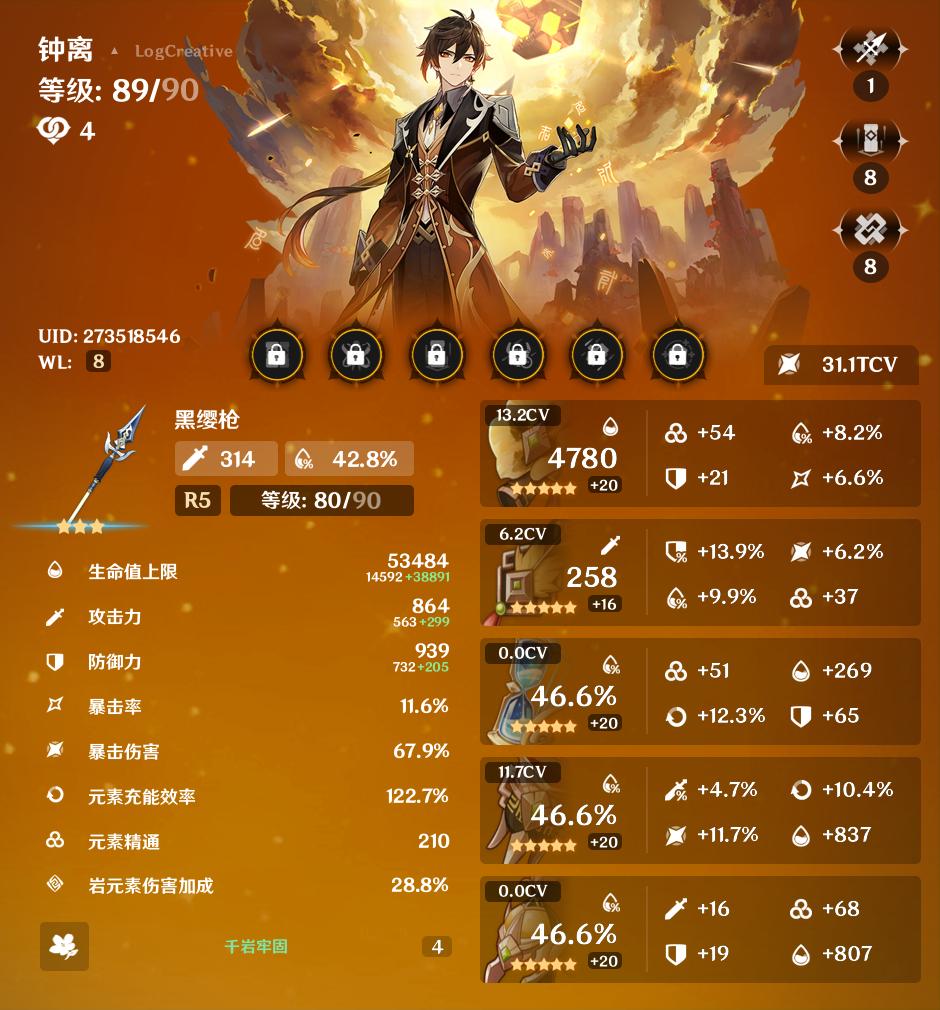 钟离 ▲ LogCreative
等级: 89/90
4
1
8
8
UID: 273518546
WL: 8
31.1TCV
黑缨枪
314
42.8%
R5
等级: 80/90
生命值上限 53484
14592+38891
攻击力 864
563+299
防御力 939
732+205
暴击率 11.6%
暴击伤害 67.9%
元素充能效率 122.7%
元素精通 210
岩元素伤害加成 28.8%
千岩牢固 4
13.2CV
4780
+20
+54 +8.2%
+21 +6.6%
6.2CV
258
+16
+13.9% +6.2%
+9.9% +37
0.0CV
46.6%
+20
+51 +269
+12.3% +65
11.7CV
46.6%
+20
+4.7% +10.4%
+11.7% +837
0.0CV
46.6%
+20
+16 +68
+19 +807